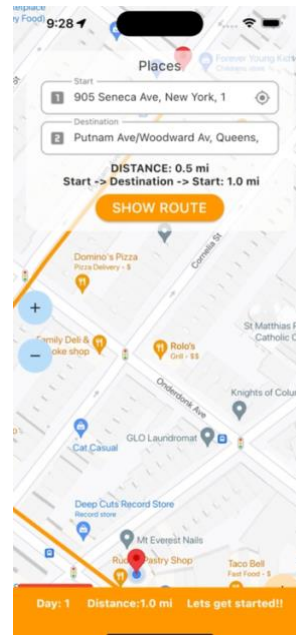 9:28
Places
Start
1 905 Seneca Ave, New York, 1
Destination
2 Putnam Ave/Woodward Av, Queens,
DISTANCE: 0.5 mi
Start -> Destination -> Start: 1.0 mi
SHOW ROUTE
Domino's Pizza
Pizza Delivery - $
Cornelia St
+
St Matthias
Catholic
Family Deli &
Rolo's
Grill - $$
oke shop
−
Onderdonk Ave
Knights of Colu
GLO Laundromat
Cat Casual
Deep Cuts Record Store
Record store
Mt Everest Nails
Pastry Shop
Taco Bell
Fast Food - $
Day: 1 Distance:1.0 mi Lets get started!!